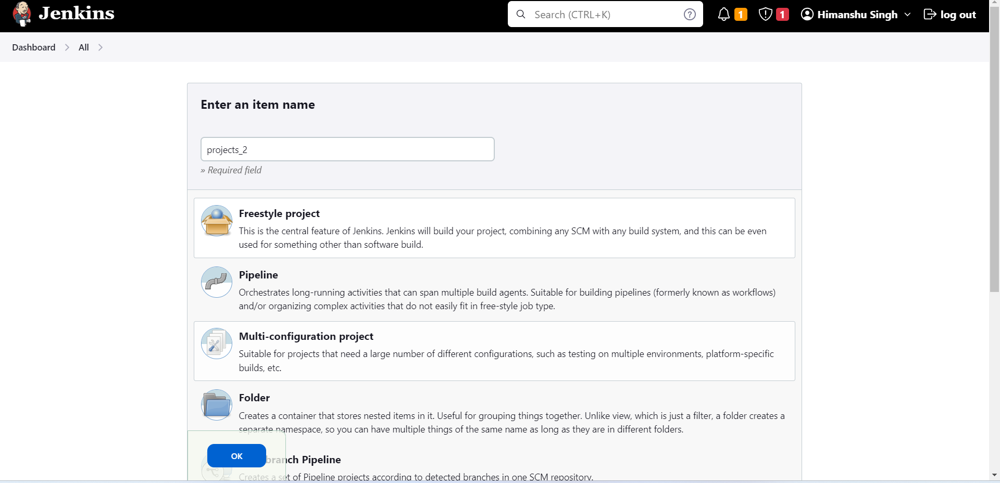 Jenkins
Search (CTRL+K)
1
1
Himanshu Singh
log out
Dashboard
All
Enter an item name
projects_2
» Required field
Freestyle project
This is the central feature of Jenkins. Jenkins will build your project, combining any SCM with any build system, and this can be even
used for something other than software build.
Pipeline
Orchestrates long-running activities that can span multiple build agents. Suitable for building pipelines (formerly known as workflows)
and/or organizing complex activities that do not easily fit in free-style job type.
Multi-configuration project
Suitable for projects that need a large number of different configurations, such as testing on multiple environments, platform-specific
builds, etc.
Folder
Creates a container that stores nested items in it. Useful for grouping things together. Unlike view, which is just a filter, a folder creates a
separate namespace, so you can have multiple things of the same name as long as they are in different folders.
OK
branch Pipeline
Creates a set of Pipeline projects according to detected branches in one SCM repository.